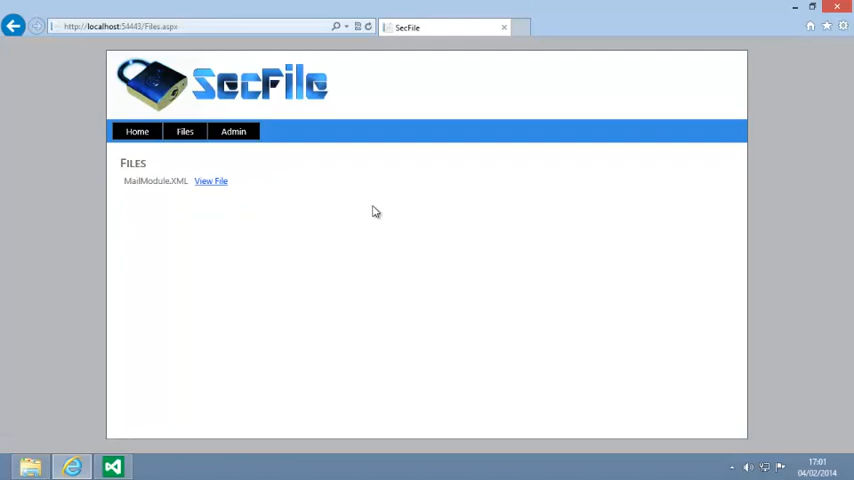 http://localhost:54443/Files.aspx
SecFile
SecFile
Home Files Admin
FILES
MailModule.XML View File
17:01
04/02/2014